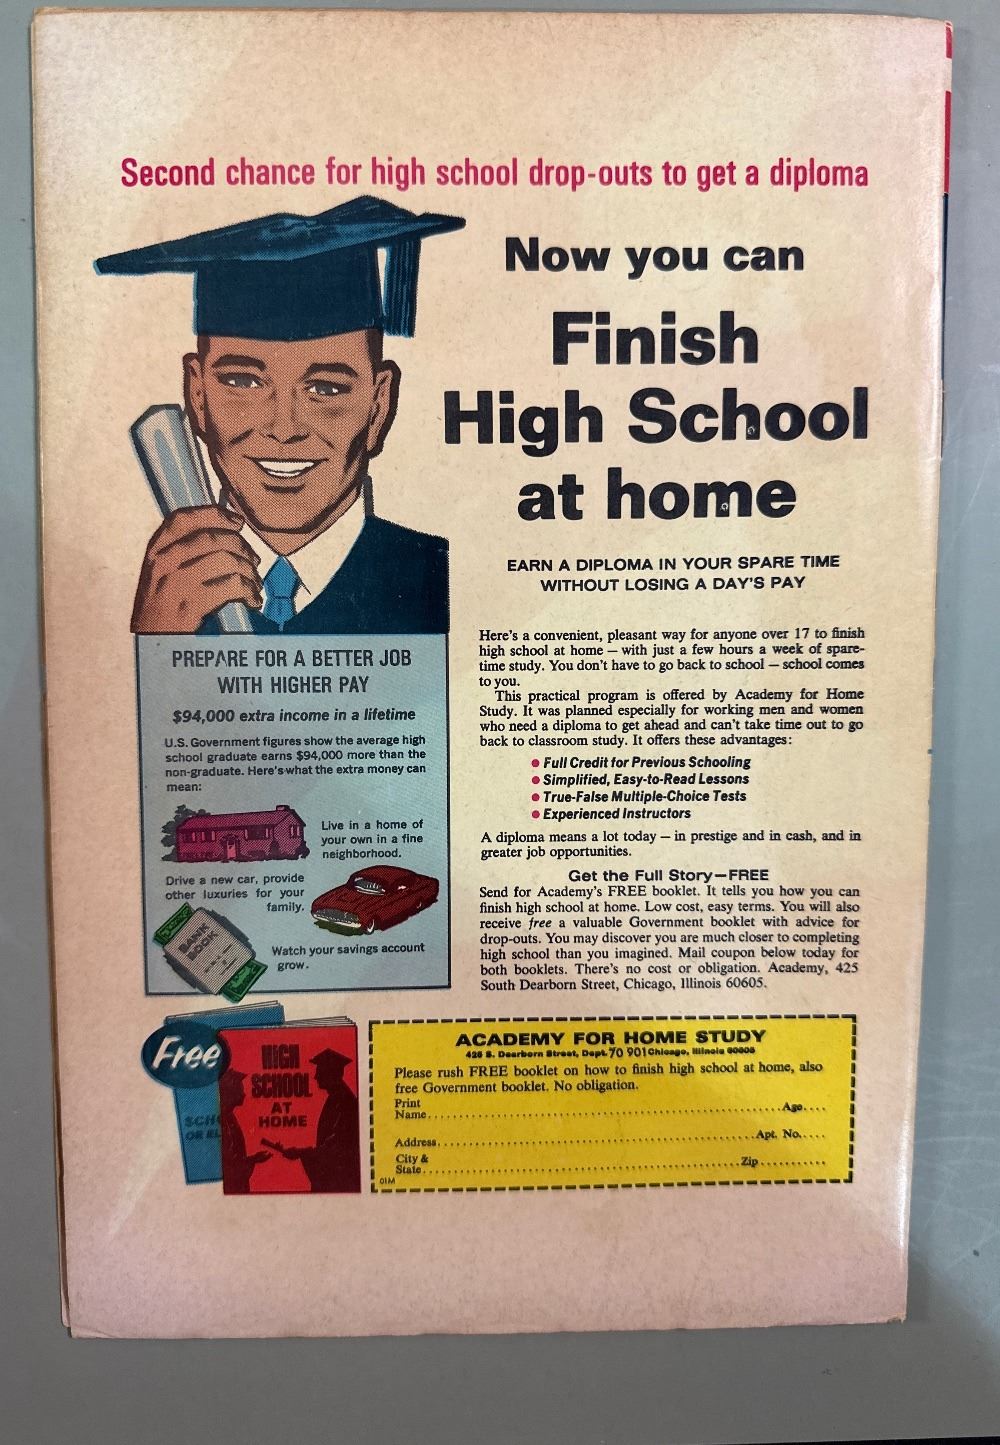 Second chance for high school drop-outs to get a diploma
Now you can
Finish
High School
at home
EARN A DIPLOMA IN YOUR SPARE TIME
WITHOUT LOSING A DAY'S PAY
PREPARE FOR A BETTER JOB
WITH HIGHER PAY
$94,000 extra income in a lifetime
U.S. Government figures show the average high
school graduate earns $94,000 more than the
non-graduate. Here's what the extra money can
mean:
Live in a home of
your own in a fine
neighborhood.
Drive a new car, provide
other luxuries for your
family.
BANK
BOOK
Watch your savings account
grow.
Here's a convenient, pleasant way for anyone over 17 to finish
high school at home — with just a few hours a week of spare-
time study. You don't have to go back to school — school comes
to you.
This practical program is offered by Academy for Home
Study. It was planned especially for working men and women
who need a diploma to get ahead and can't take time out to go
back to classroom study. It offers these advantages:
● Full Credit for Previous Schooling
● Simplified, Easy-to-Read Lessons
● True-False Multiple-Choice Tests
● Experienced Instructors
A diploma means a lot today — in prestige and in cash, and in
greater job opportunities.
Get the Full Story—FREE
Send for Academy's FREE booklet. It tells you how you can
finish high school at home. Low cost, easy terms. You will also
receive free a valuable Government booklet with advice for
drop-outs. You may discover you are much closer to completing
high school than you imagined. Mail coupon below today for
both booklets. There's no cost or obligation. Academy, 425
South Dearborn Street, Chicago, Illinois 60605.
Free
SCH
OR EL
HIGH
SCHOOL
AT
HOME
ACADEMY FOR HOME STUDY
425 S. Dearborn Street, Dept. 70 901 Chicago, Illinois 60605
Please rush FREE booklet on how to finish high school at home, also
free Government booklet. No obligation.
Print
Name Age
Address Apt. No.
City &
State Zip
01M